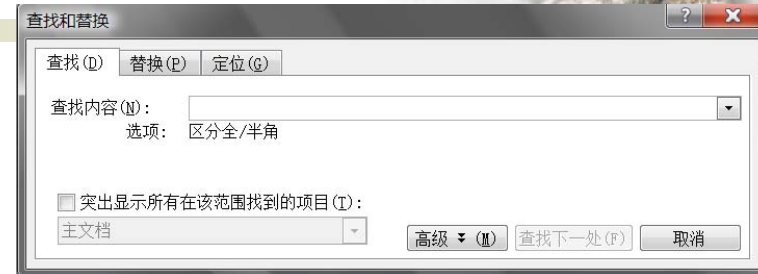 查找和替换
查找(D) 替换(P) 定位(G)
查找内容(N):
选项: 区分全/半角
突出显示所有在该范围找到的项目(T):
主文档
高级 (M) 查找下一处(F) 取消